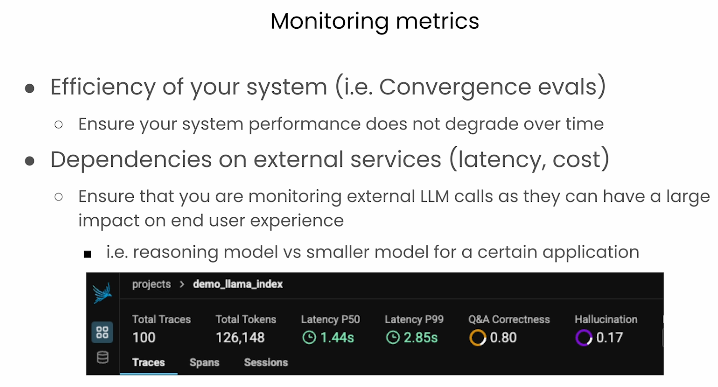 Monitoring metrics
● Efficiency of your system (i.e. Convergence evals)
○ Ensure your system performance does not degrade over time
● Dependencies on external services (latency, cost)
○ Ensure that you are monitoring external LLM calls as they can have a large
impact on end user experience
■ i.e. reasoning model vs smaller model for a certain application
projects > demo_llama_index
Total Traces Total Tokens Latency P50 Latency P99 Q&A Correctness Hallucination
100 126,148 1.44s 2.85s 0.80 0.17
Traces Spans Sessions